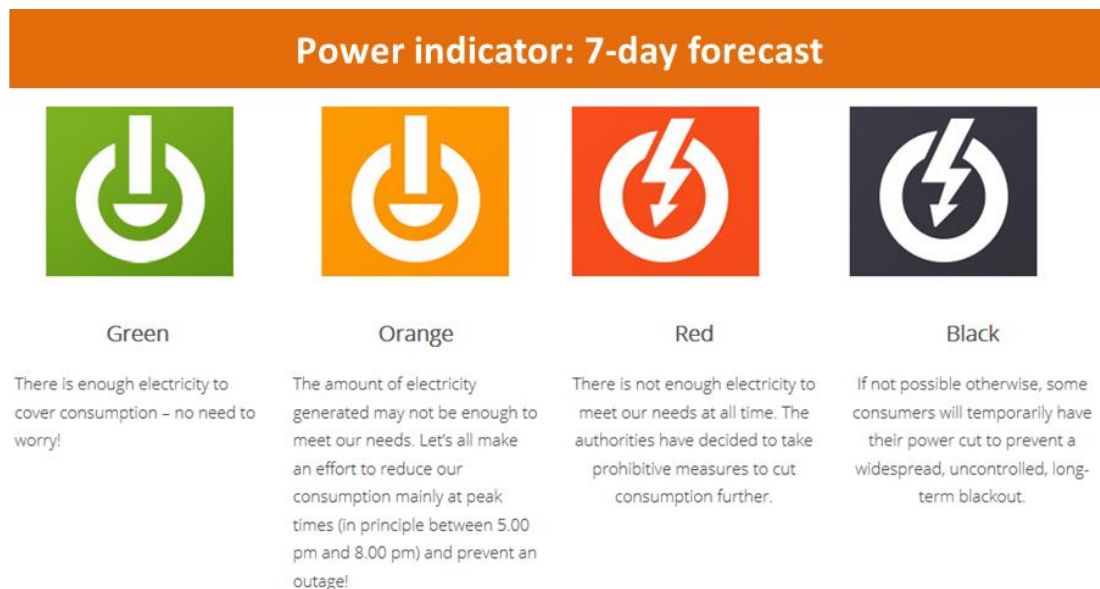 Power indicator: 7-day forecast
Green
There is enough electricity to
cover consumption – no need to
worry!
Orange
The amount of electricity
generated may not be enough to
meet our needs. Let's all make
an effort to reduce our
consumption mainly at peak
times (in principle between 5.00
pm and 8.00 pm) and prevent an
outage!
Red
There is not enough electricity to
meet our needs at all time. The
authorities have decided to take
prohibitive measures to cut
consumption further.
Black
If not possible otherwise, some
consumers will temporarily have
their power cut to prevent a
widespread, uncontrolled, long-
term blackout.